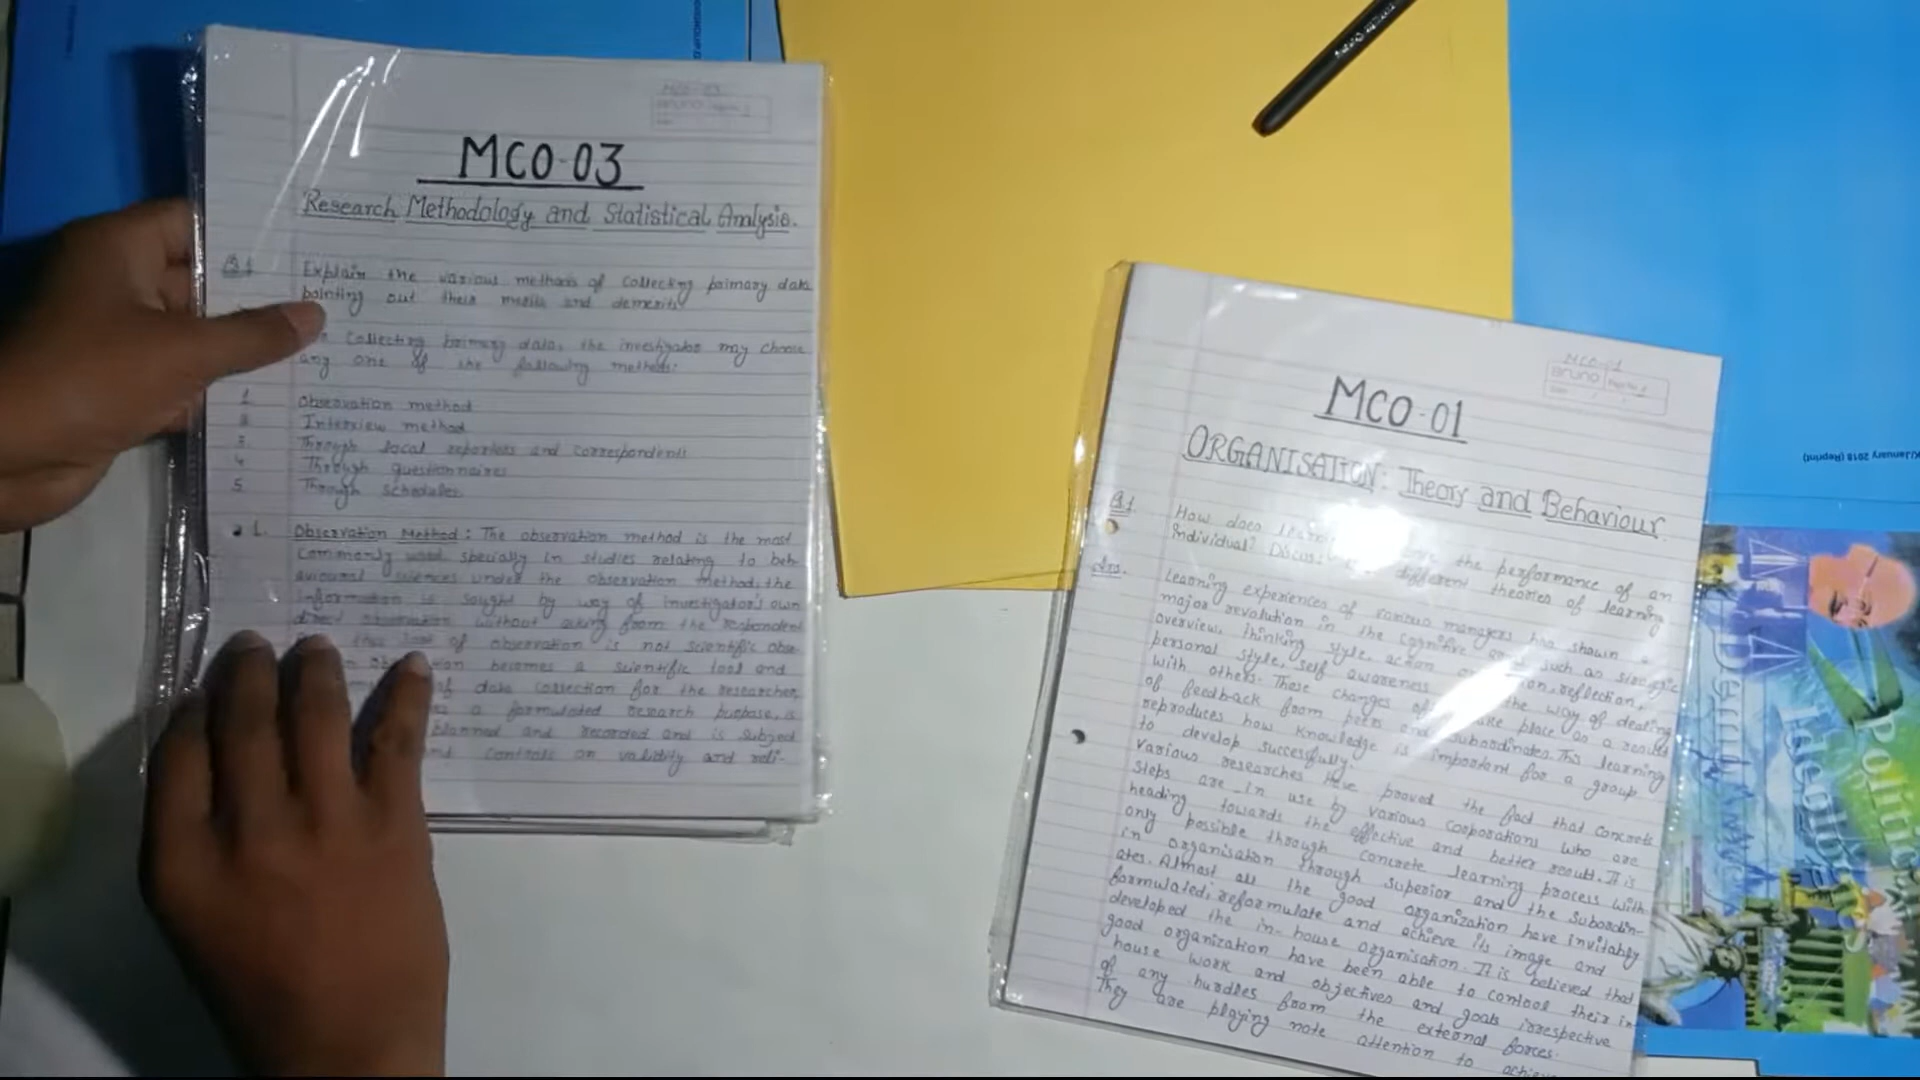 MCO-03
MCO-03
Research Methodology and Statistical Analysis.
Q1 Explain the various methods of collecting primary data
pointing out their merits and demerits
collecting primary data, the investigator may choose
any one of the following methods:
1. Observation method
2 Interview method
3. Through local reporters and correspondents
4 Through questionnaires
5. Through schedules
1. Observation Method: The observation method is the most
commonly used specially in studies relating to beh-
avioural sciences under the observation method, the
information is sought by way of investigator's own
direct observation without asking from the respondent
of observation is not scientific obse
becomes a scientific tool and
of data collection for the researcher,
a formulated research purpose, is
planned and recorded and is subject
controls on validity and reli-
MCO-01
Bruno
MCO-01
ORGANISATION: Theory and Behaviour.
Q1 How does the performance of an
individual? Discuss different theories of learning
Ans. Learning experiences of various managers has shown a
major revolution in the cognitive such as strategic
overview, thinking style, action reflection,
personal style, self awareness the way of dealing
with others. These changes take place as a result
of feedback from peers and subordinates. This learning
reproduces how knowledge is important for a group
to develop successfully.
various researches have proved the fact that concrete
steps are in use by various corporations who are
heading towards the effective and better result. It is
only possible through concrete learning process with-
in organisation through superior and the subordin-
ates. Almost all the good organization have invitably
formulated, reformulate and achieve its image and
developed the in-house organisation. It is believed that
good organization have been able to control their in-
house work and objectives and goals irrespective
of any hurdles from the external forces.
They are playing note attention to achieve
January 2018 (Reprint)
Ideologies